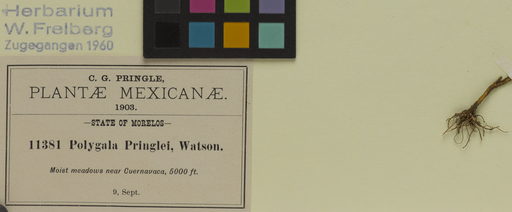 Herbarium
W. Freiberg
Zugegangen 1960
C. G. PRINGLE,
PLANTÆ MEXICANÆ.
1903.
—STATE OF MORELOS—
11381 Polygala Pringlei, Watson.
Moist meadows near Cuernavaca, 5000 ft.
9, Sept.